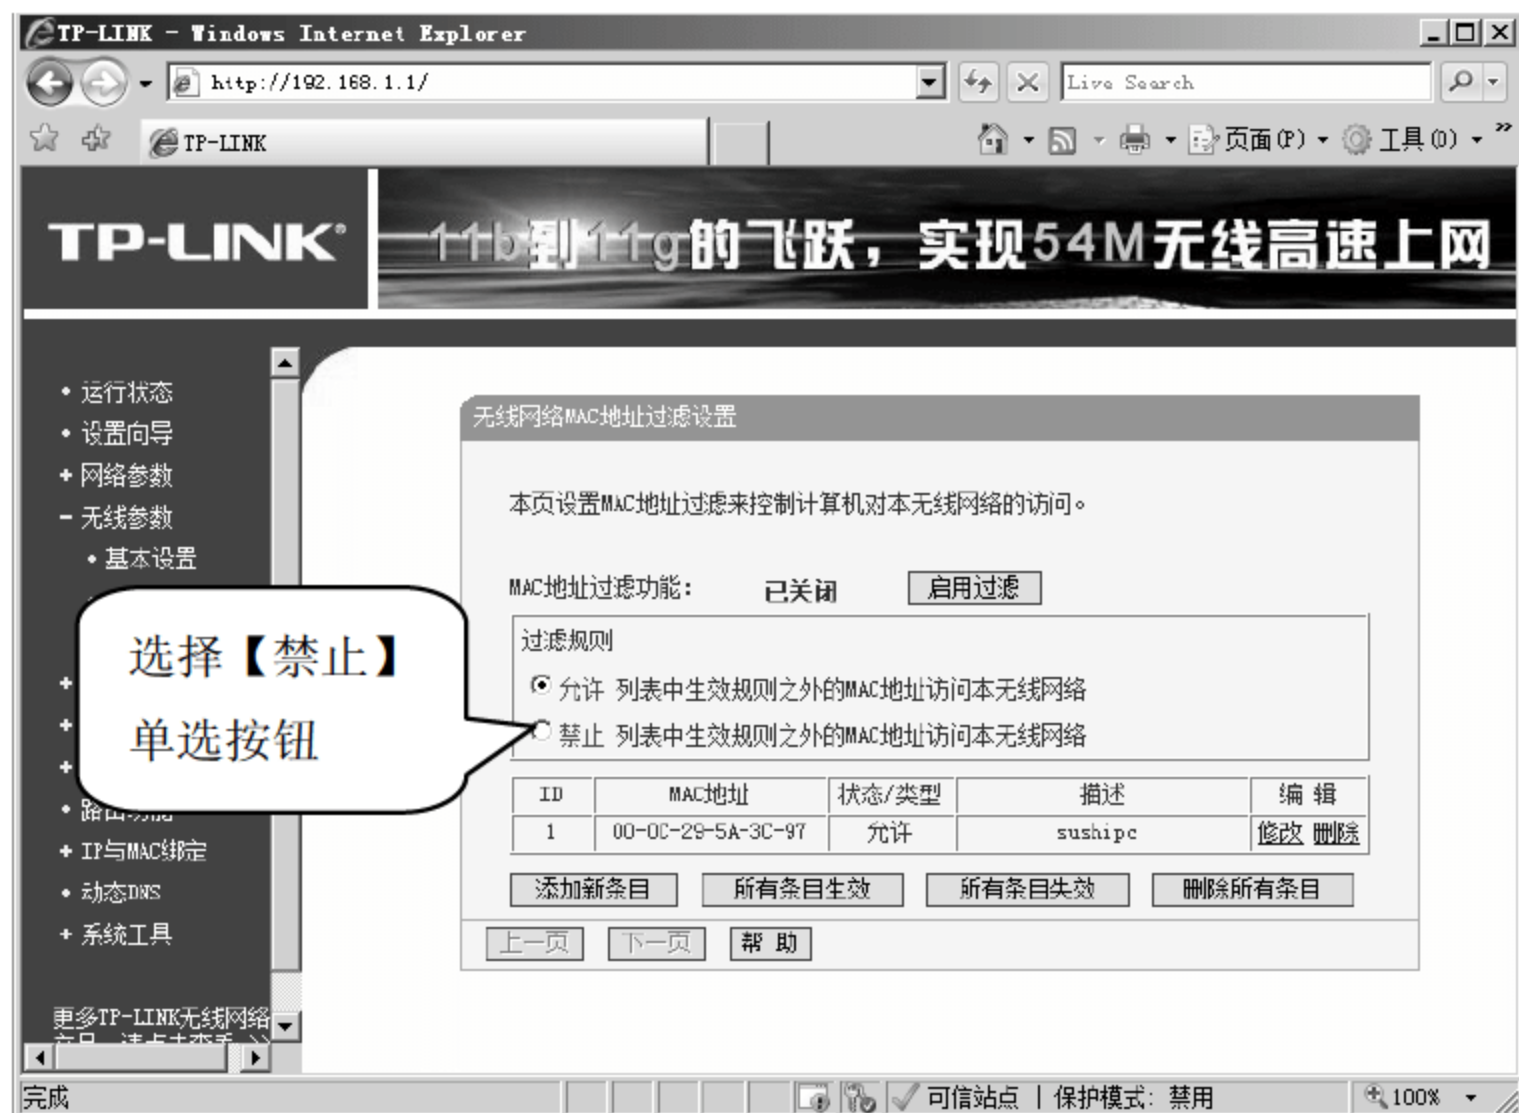 TP-LINK - Windows Internet Explorer
http://192.168.1.1/
Live Search
TP-LINK
页面(P)
工具(O)
»
TP-LINK®
11b到11g的飞跃，实现54M无线高速上网
• 运行状态
• 设置向导
+ 网络参数
- 无线参数
• 基本设置
选择【禁止】
单选按钮
+ IP与MAC绑定
• 动态DNS
+ 系统工具
更多TP-LINK无线网络
无线网络MAC地址过滤设置
本页设置MAC地址过滤来控制计算机对本无线网络的访问。
MAC地址过滤功能： 已关闭 启用过滤
过滤规则
允许 列表中生效规则之外的MAC地址访问本无线网络
禁止 列表中生效规则之外的MAC地址访问本无线网络
ID MAC地址 状态/类型 描述 编 辑
1 00-0C-29-5A-3C-97 允许 sushipc 修改 删除
添加新条目 所有条目生效 所有条目失效 删除所有条目
上一页 下一页 帮 助
完成
可信站点 | 保护模式: 禁用
100%